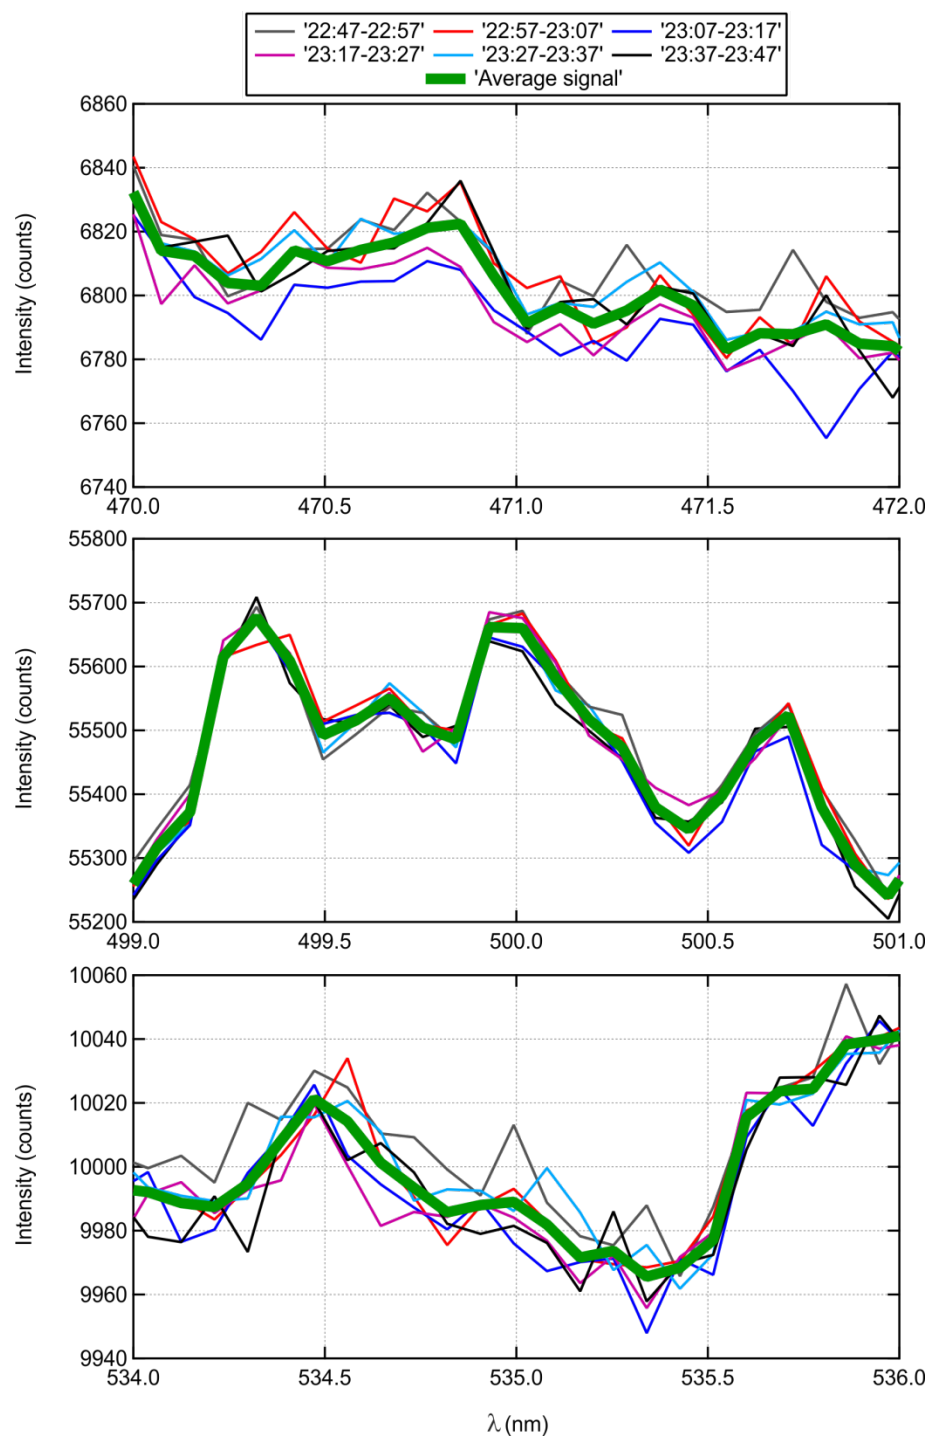 '22:47-22:57' '22:57-23:07' '23:07-23:17'
'23:17-23:27' '23:27-23:37' '23:37-23:47'
'Average signal'
Intensity (counts)
6860
6840
6820
6800
6780
6760
6740
470.0 470.5 471.0 471.5 472.0
Intensity (counts)
55800
55700
55600
55500
55400
55300
55200
499.0 499.5 500.0 500.5 501.0
Intensity (counts)
10060
10040
10020
10000
9980
9960
9940
534.0 534.5 535.0 535.5 536.0
λ (nm)